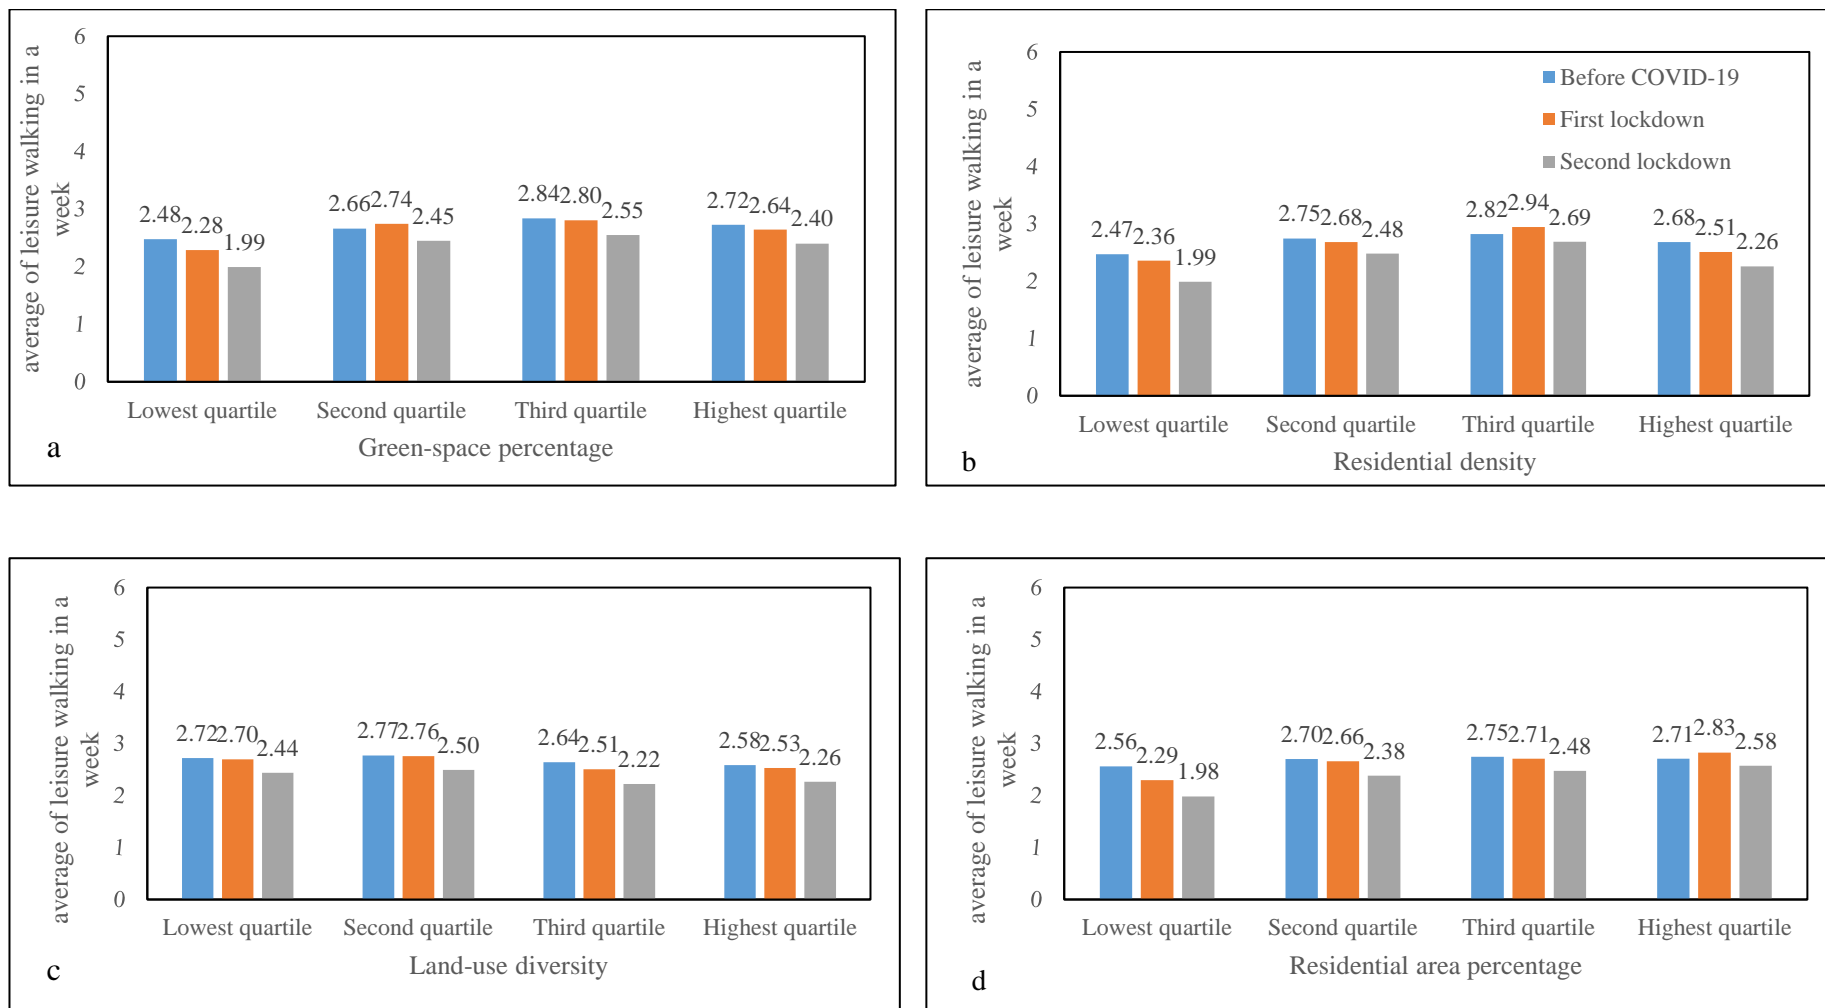 average of leisure walking in a
week
6
5
4
3
2
1
0
2.48
2.28
1.99
2.66
2.74
2.45
2.84
2.80
2.55
2.72
2.64
2.40
Lowest quartile
Second quartile
Third quartile
Highest quartile
Green-space percentage
a
average of leisure walking in a
week
6
5
4
3
2
1
0
Before COVID-19
First lockdown
Second lockdown
2.47
2.36
1.99
2.75
2.68
2.48
2.82
2.94
2.69
2.68
2.51
2.26
Lowest quartile
Second quartile
Third quartile
Highest quartile
Residential density
b
average of leisure walking in a
week
6
5
4
3
2
1
0
2.72
2.70
2.44
2.77
2.76
2.50
2.64
2.51
2.22
2.58
2.53
2.26
Lowest quartile
Second quartile
Third quartile
Highest quartile
Land-use diversity
c
average of leisure walking in a
week
6
5
4
3
2
1
0
2.56
2.29
1.98
2.70
2.66
2.38
2.75
2.71
2.48
2.71
2.83
2.58
Lowest quartile
Second quartile
Third quartile
Highest quartile
Residential area percentage
d